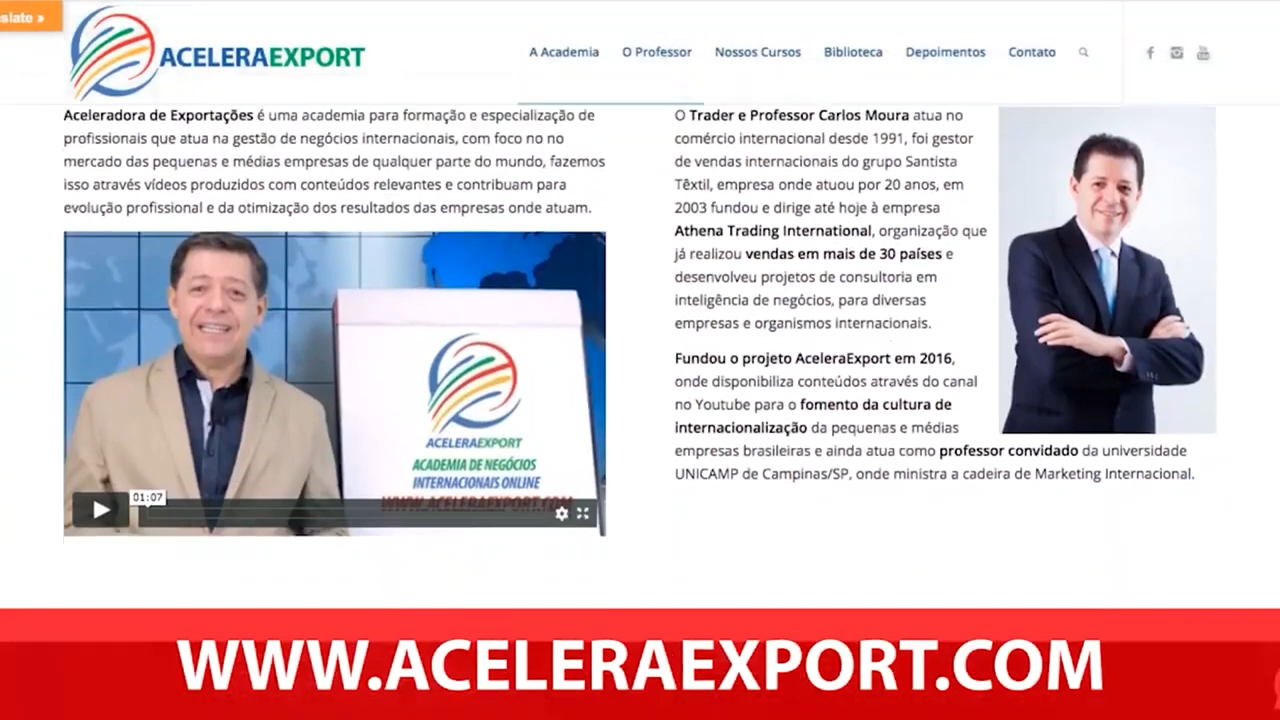 slate »
ACELERAEXPORT
A Academia
O Professor
Nossos Cursos
Biblioteca
Depoimentos
Contato
Aceleradora de Exportações é uma academia para formação e especialização de
profissionais que atua na gestão de negócios internacionais, com foco no no
mercado das pequenas e médias empresas de qualquer parte do mundo, fazemos
isso através vídeos produzidos com conteúdos relevantes e contribuam para
evolução profissional e da otimização dos resultados das empresas onde atuam.
ACELERAEXPORT
ACADEMIA DE NEGÓCIOS
INTERNACIONAIS ONLINE
WWW.ACELERAEXPORT.COM
01:07
O Trader e Professor Carlos Moura atua no
comércio internacional desde 1991, foi gestor
de vendas internacionais do grupo Santista
Têxtil, empresa onde atuou por 20 anos, em
2003 fundou e dirige até hoje à empresa
Athena Trading International, organização que
já realizou vendas em mais de 30 países e
desenvolveu projetos de consultoria em
inteligência de negócios, para diversas
empresas e organismos internacionais.
Fundou o projeto AceleraExport em 2016,
onde disponibiliza conteúdos através do canal
no Youtube para o fomento da cultura de
internacionalização da pequenas e médias
empresas brasileiras e ainda atua como professor convidado da universidade
UNICAMP de Campinas/SP, onde ministra a cadeira de Marketing Internacional.
WWW.ACELERAEXPORT.COM